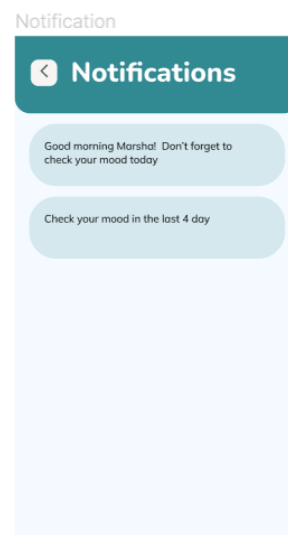 Notification
Notifications
Good morning Marsha! Don't forget to
check your mood today
Check your mood in the last 4 day